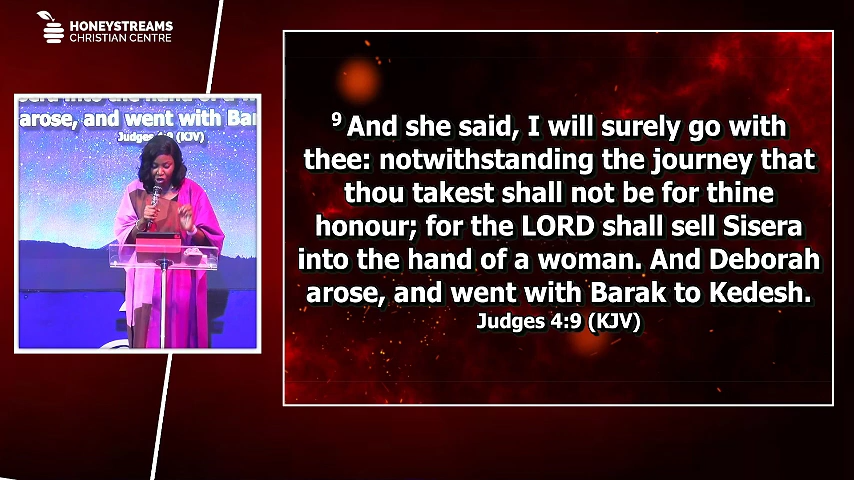 HONEYSTREAMS
CHRISTIAN CENTRE
arose, and went with Bar
Judges 4:9 (KJV)
9 And she said, I will surely go with
thee: notwithstanding the journey that
thou takest shall not be for thine
honour; for the LORD shall sell Sisera
into the hand of a woman. And Deborah
arose, and went with Barak to Kedesh.
Judges 4:9 (KJV)